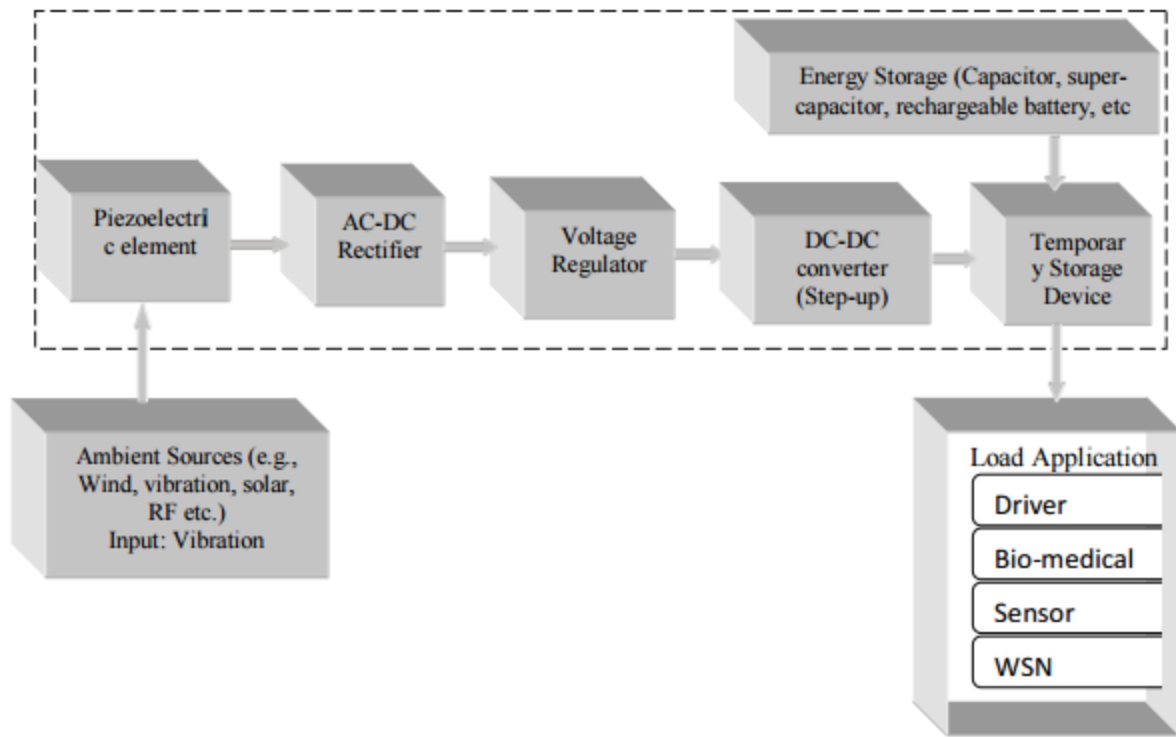 Energy Storage (Capacitor, super-
capacitor, rechargeable battery, etc
Piezoelectri
c element
AC-DC
Rectifier
Voltage
Regulator
DC-DC
converter
(Step-up)
Temporar
y Storage
Device
Ambient Sources (e.g.,
Wind, vibration, solar,
RF etc.)
Input: Vibration
Load Application
Driver
Bio-medical
Sensor
WSN